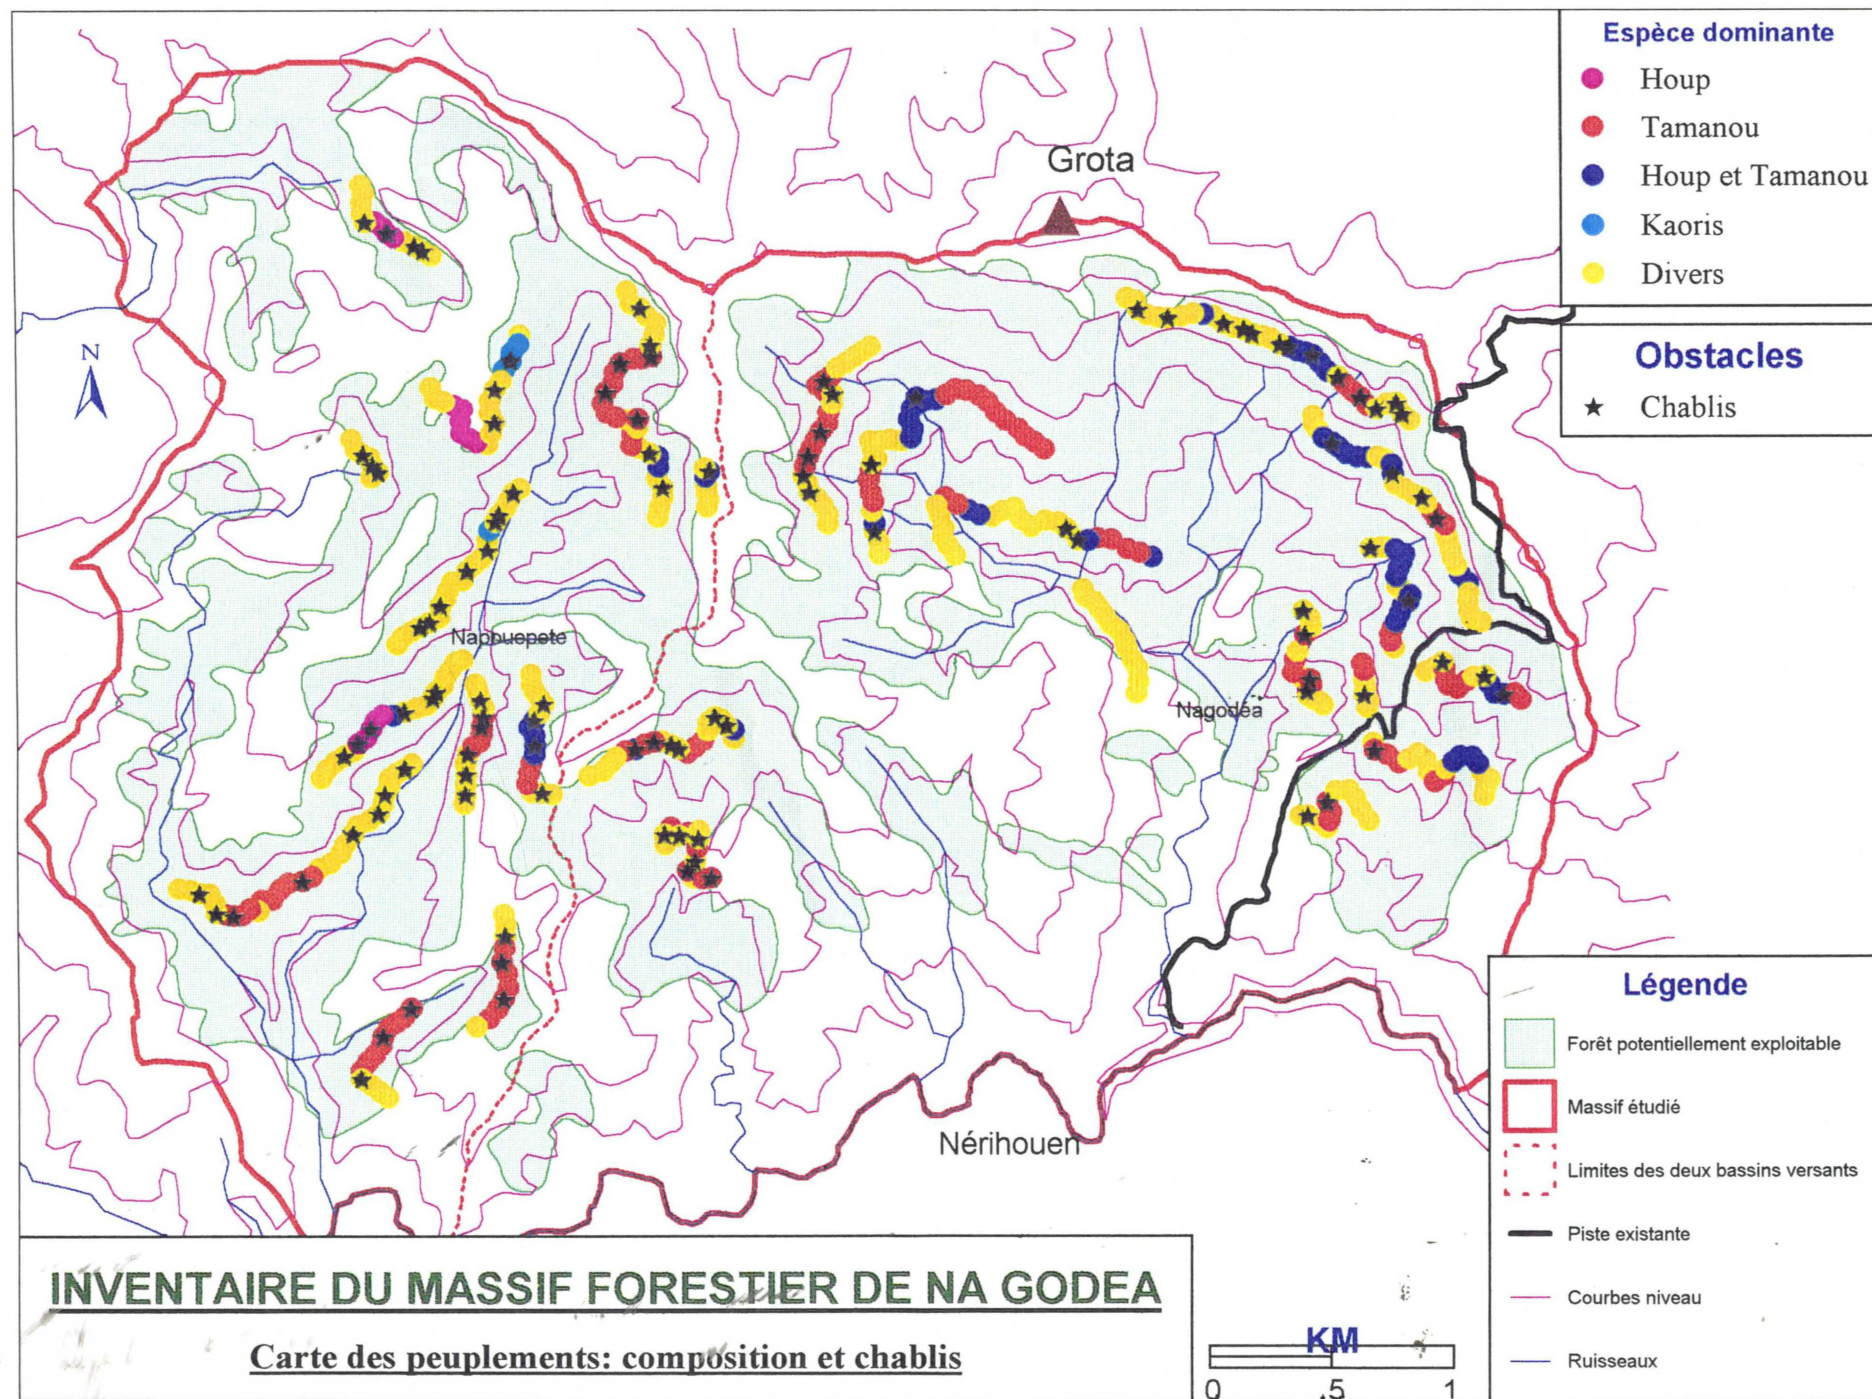 Espèce dominante
Houp
Tamanou
Houp et Tamanou
Kaoris
Divers
Obstacles
Chablis
Grota
N
Napouepete
Nagodéa
Nérihouen
Légende
Forêt potentiellement exploitable
Massif étudié
Limites des deux bassins versants
Piste existante
Courbes niveau
Ruisseaux
INVENTAIRE DU MASSIF FORESTIER DE NA GODEA
Carte des peuplements: composition et chablis
KM
0 .5 1